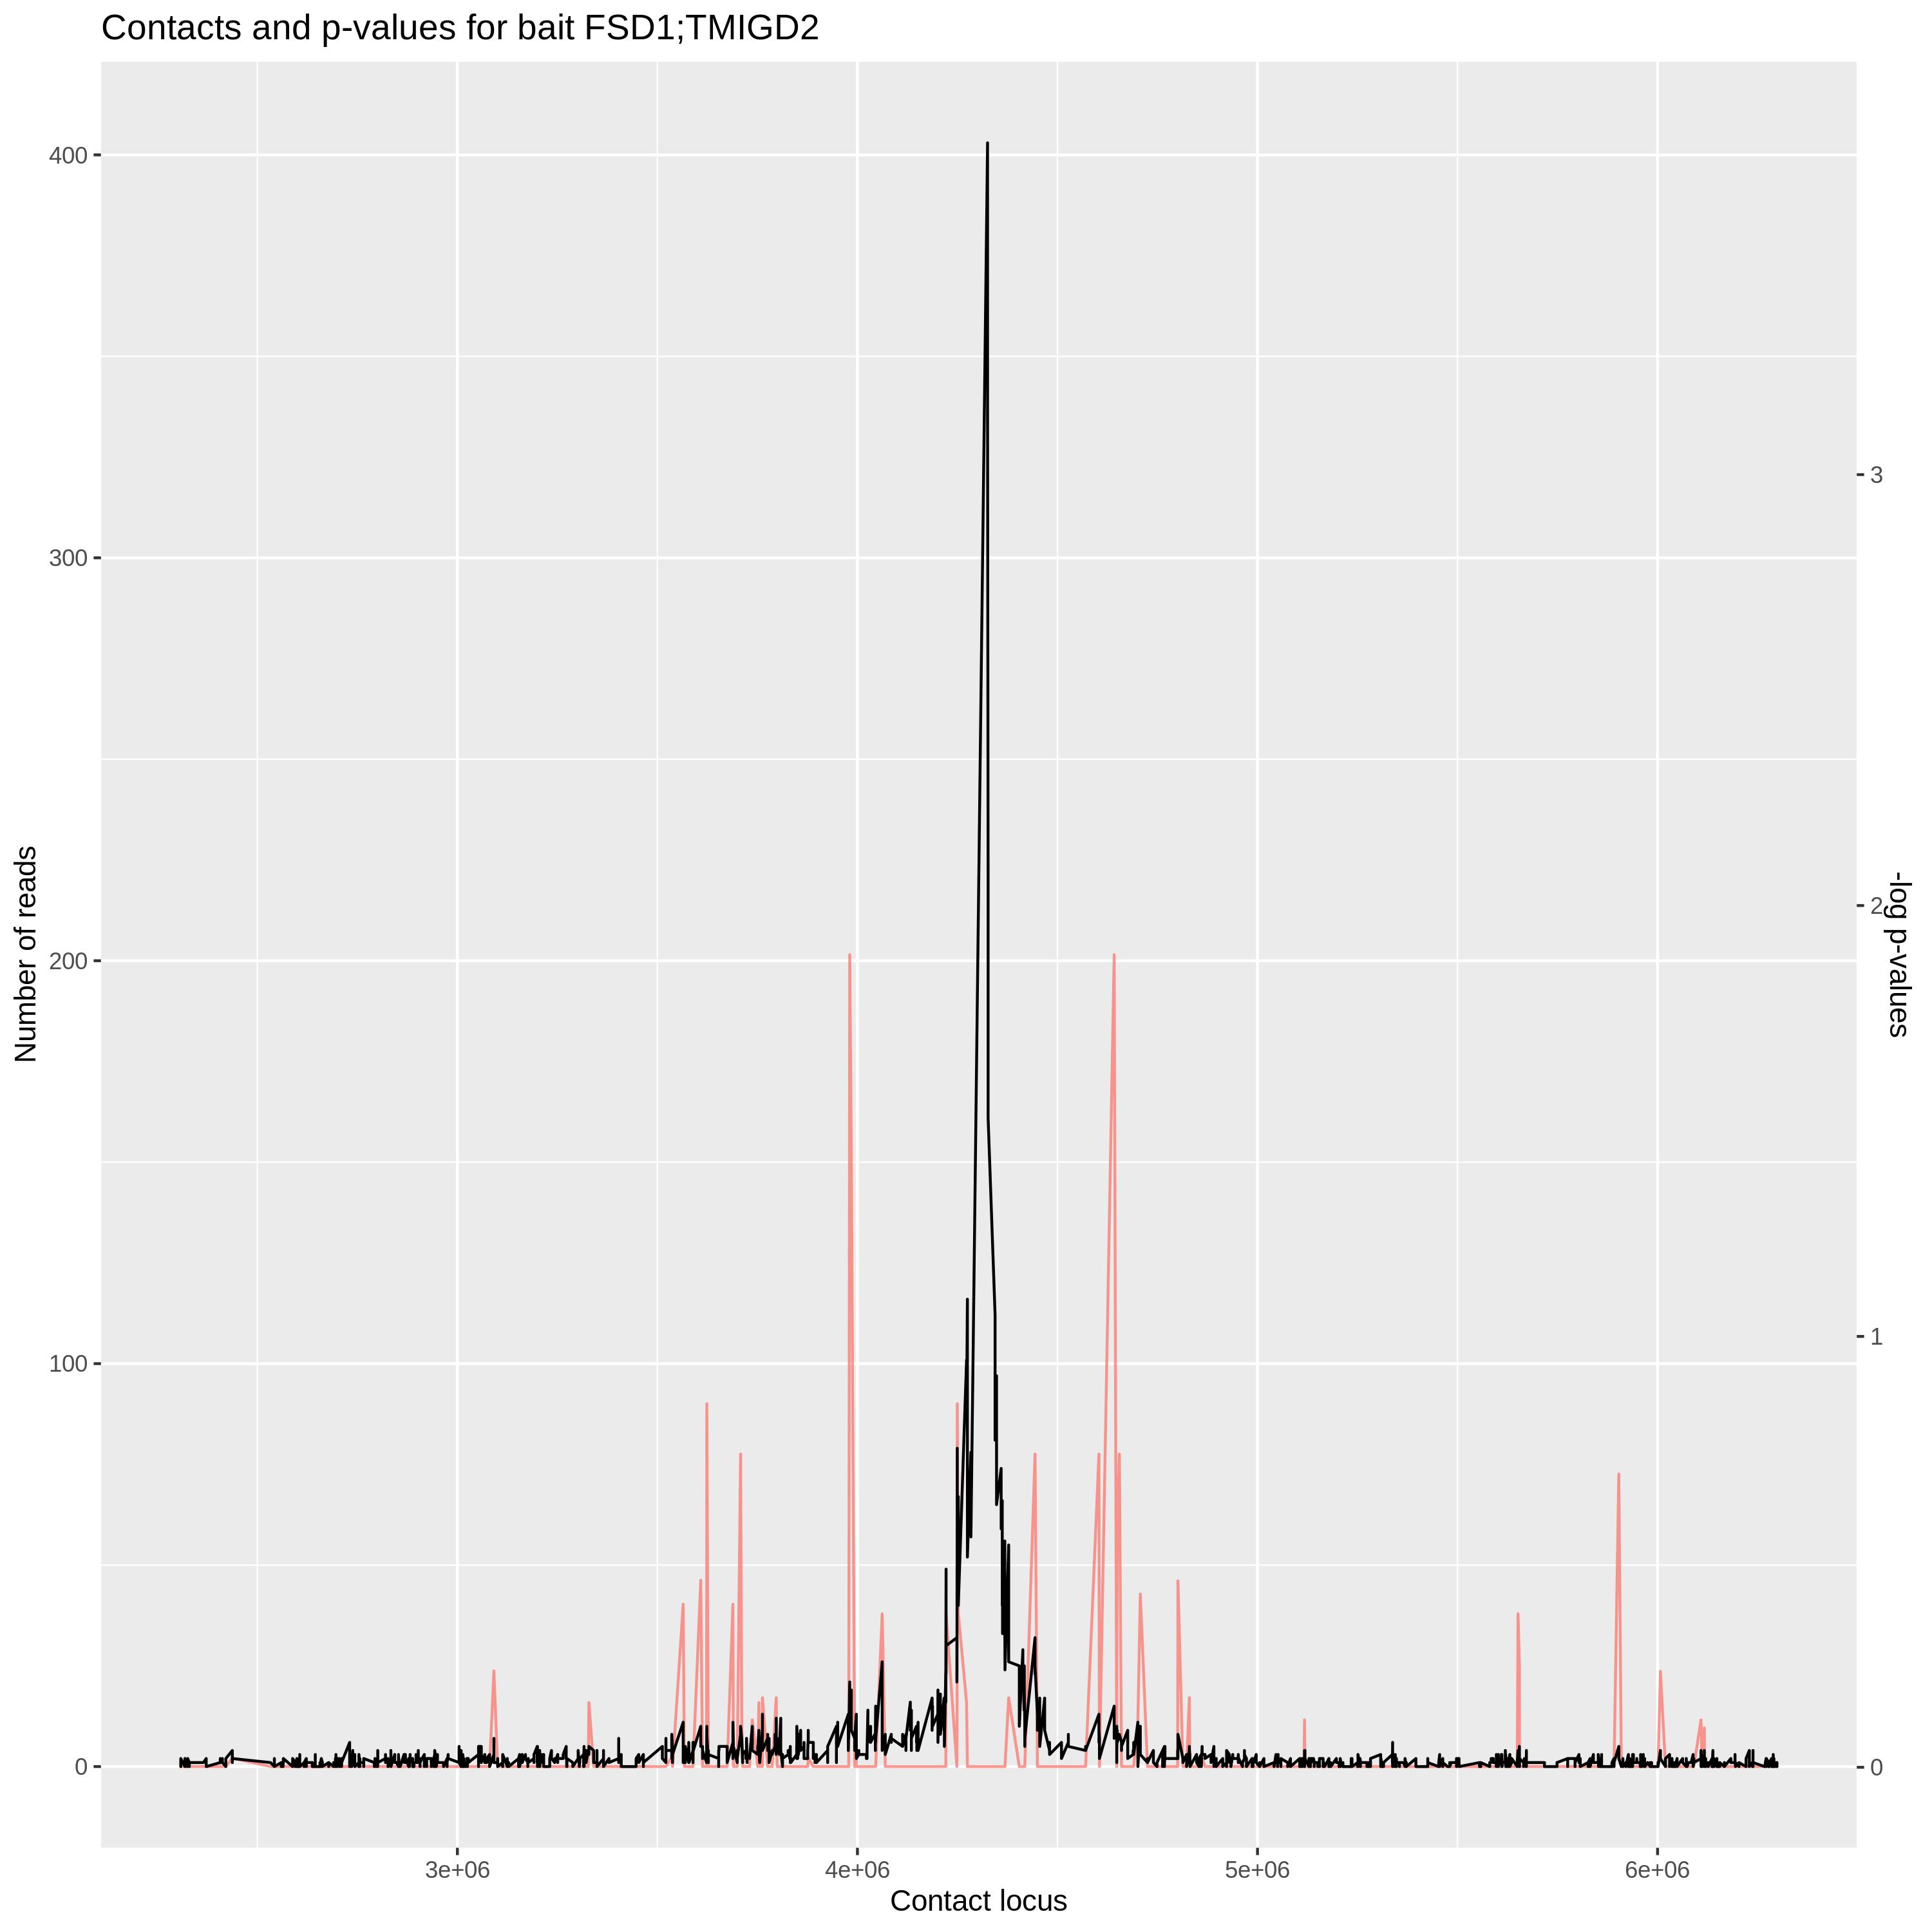 Contacts and p-values for bait FSD1;TMIGD2
400
300
200
100
0
Number of reads
3
2
1
0
-log p-values
3e+06
4e+06
5e+06
6e+06
Contact locus